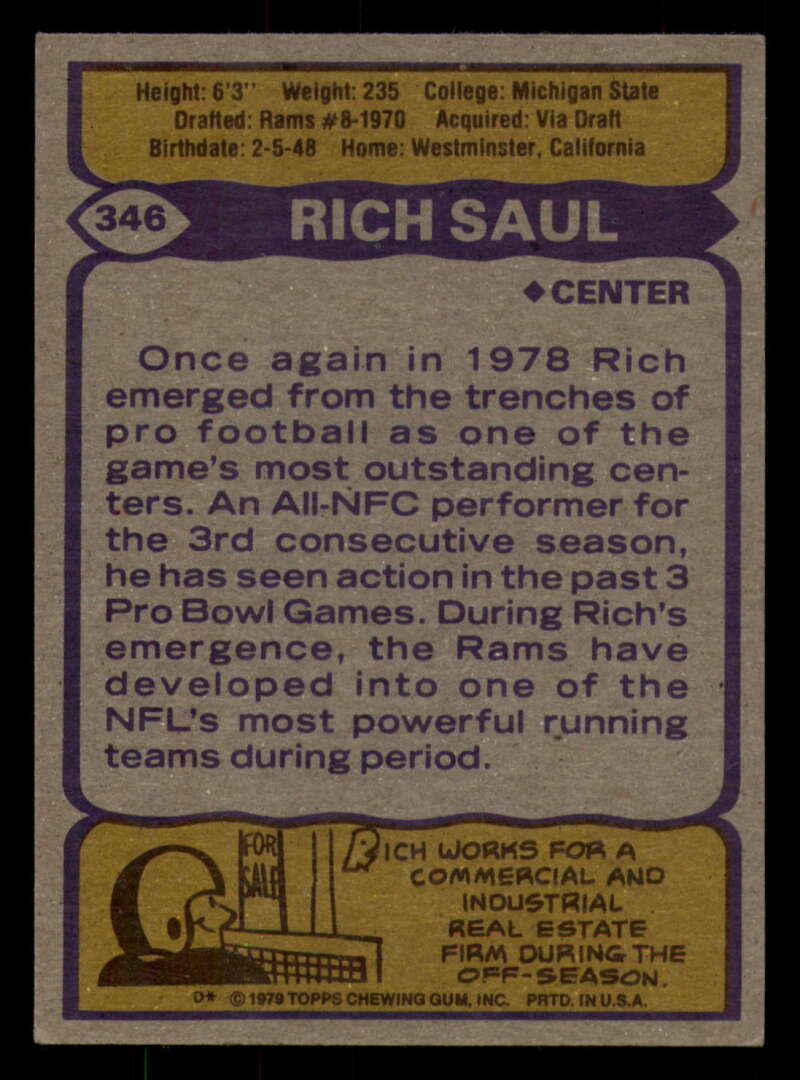 Height: 6'3" Weight: 235 College: Michigan State
Drafted: Rams #8-1970 Acquired: Via Draft
Birthdate: 2-5-48 Home: Westminster, California
346 RICH SAUL
◆CENTER
Once again in 1978 Rich
emerged from the trenches of
pro football as one of the
game's most outstanding cen-
ters. An All-NFC performer for
the 3rd consecutive season,
he has seen action in the past 3
Pro Bowl Games. During Rich's
emergence, the Rams have
developed into one of the
NFL's most powerful running
teams during period.
FOR
SALE
RICH WORKS FOR A
COMMERCIAL AND
INDUSTRIAL
REAL ESTATE
FIRM DURING THE
OFF-SEASON.
D* © 1979 TOPPS CHEWING GUM, INC. PRTD. IN U.S.A.